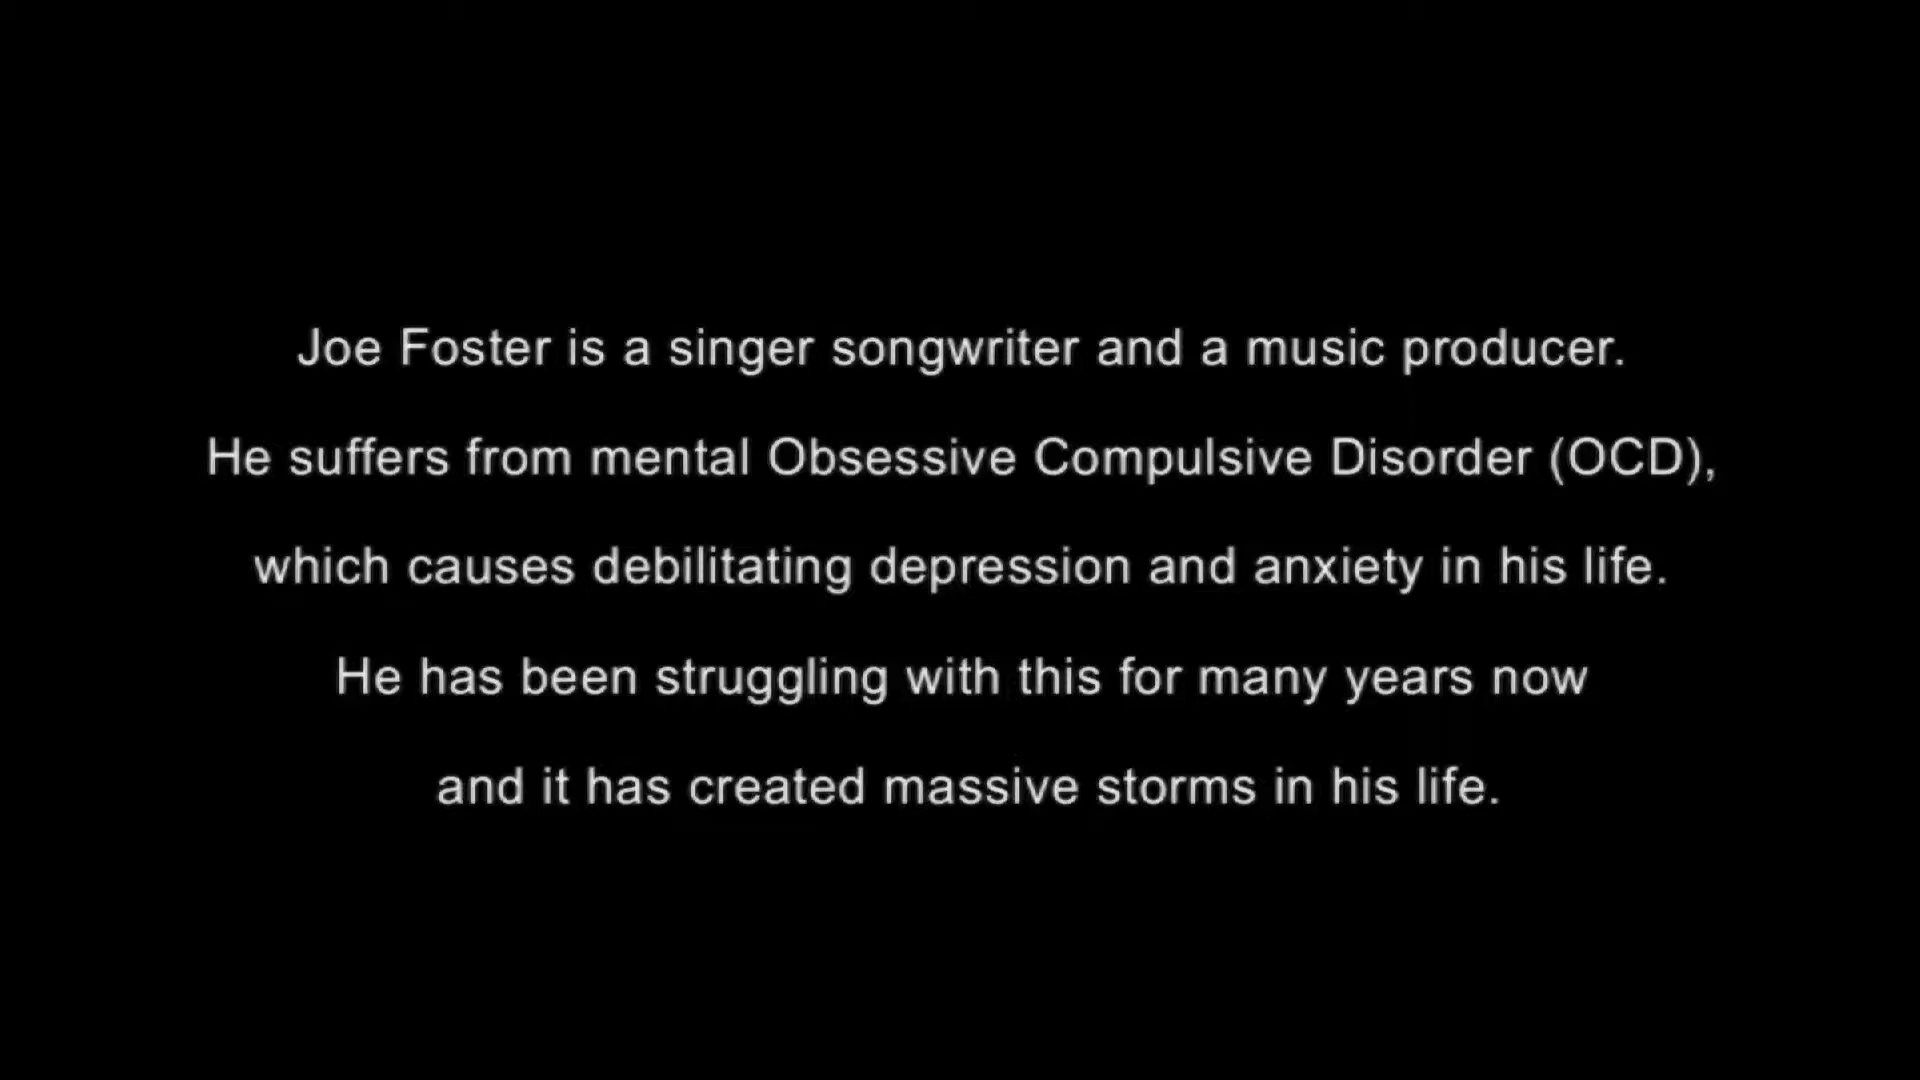 Joe Foster is a singer songwriter and a music producer.
He suffers from mental Obsessive Compulsive Disorder (OCD),
which causes debilitating depression and anxiety in his life.
He has been struggling with this for many years now
and it has created massive storms in his life.